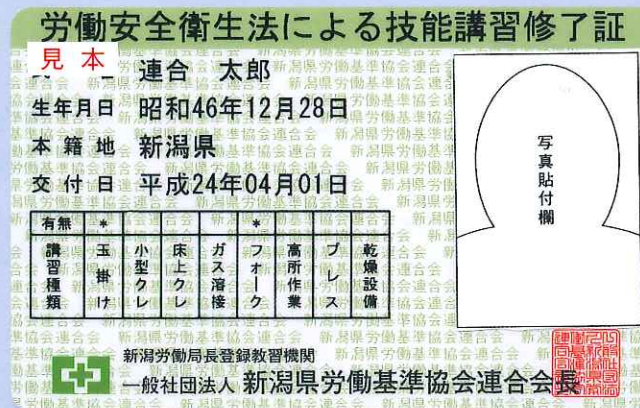 労働安全衛生法による技能講習修了証
見本
連合 太郎
生年月日 昭和46年12月28日
本籍地 新潟県
交付日 平成24年04月01日
写真貼付欄
有無 * *
講習種類 玉掛け 小型クレ 床上クレ ガス溶接 フォーク 高所作業 プレス 乾燥設備
新潟労働局長登録教習機関
一般社団法人 新潟県労働基準協会連合会長